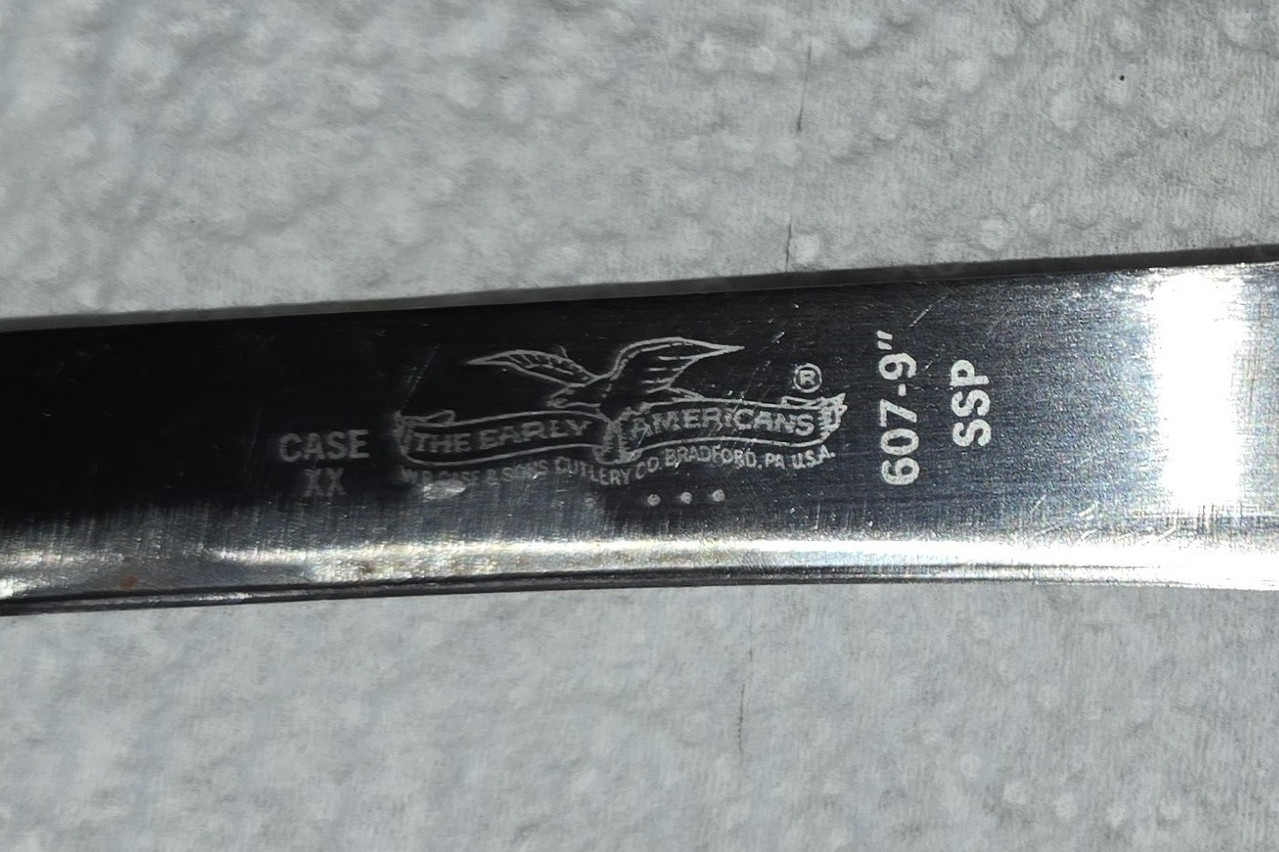 CASE
XX
THE EARLY AMERICANS ®
W.R. CASE & SONS CUTLERY CO. BRADFORD, PA U.S.A.
607-9"
SSP